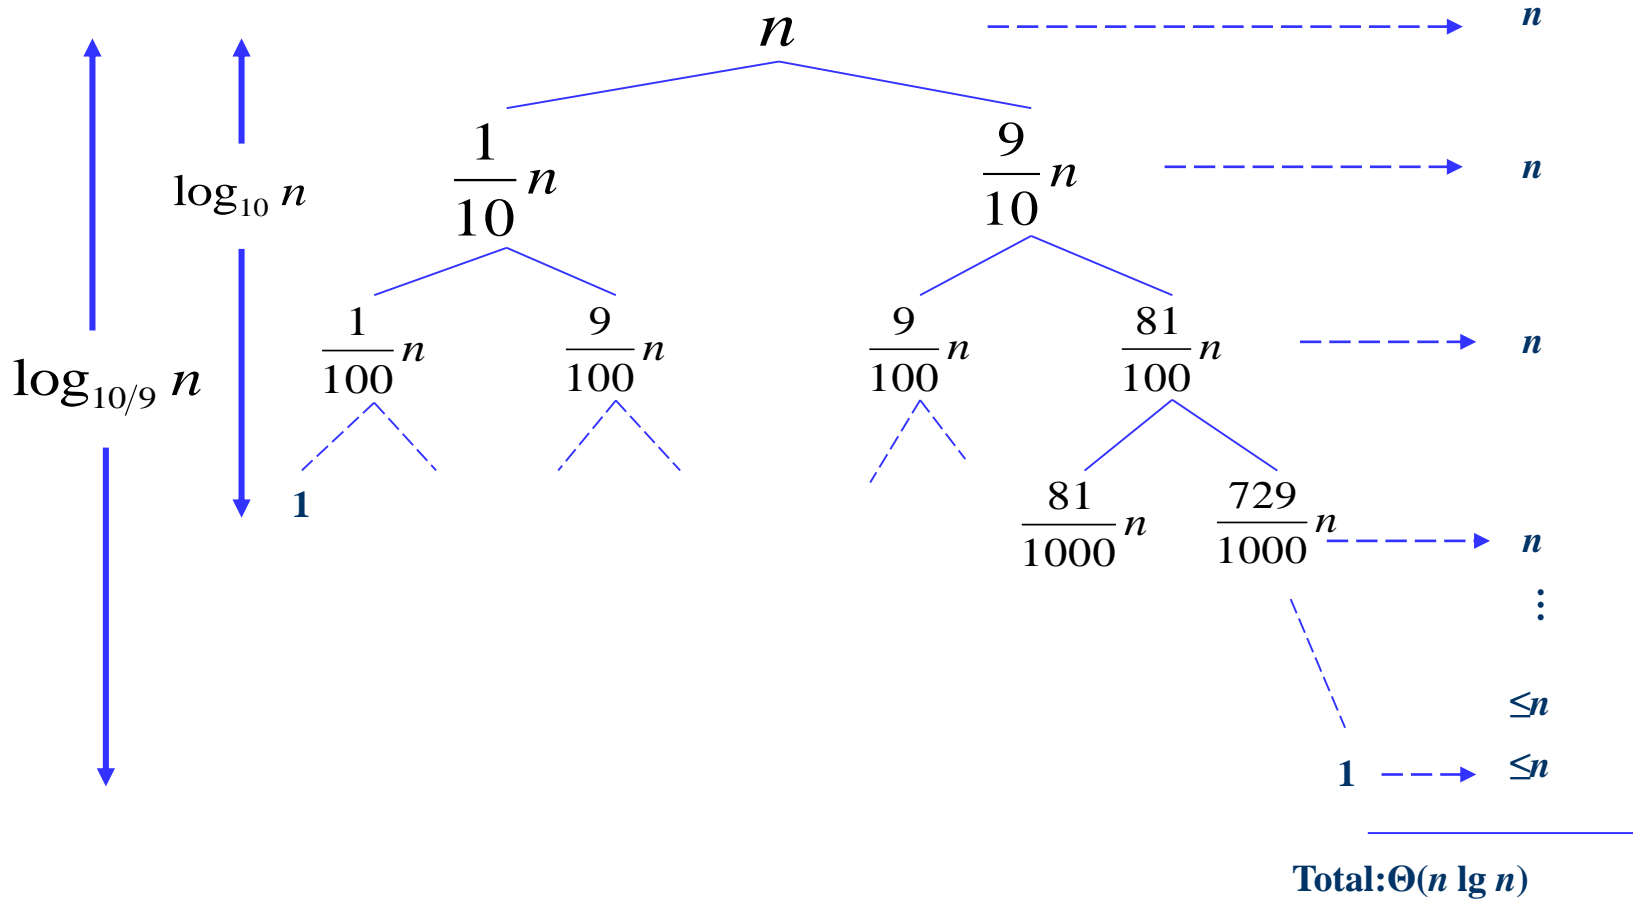 n n
1/10 n 9/10 n n
log₁₀ n
1/100 n 9/100 n 9/100 n 81/100 n n
log₁₀/₉ n
1 81/1000 n 729/1000 n n
⋮
≤n
1 ≤n
Total:Θ(n lg n)